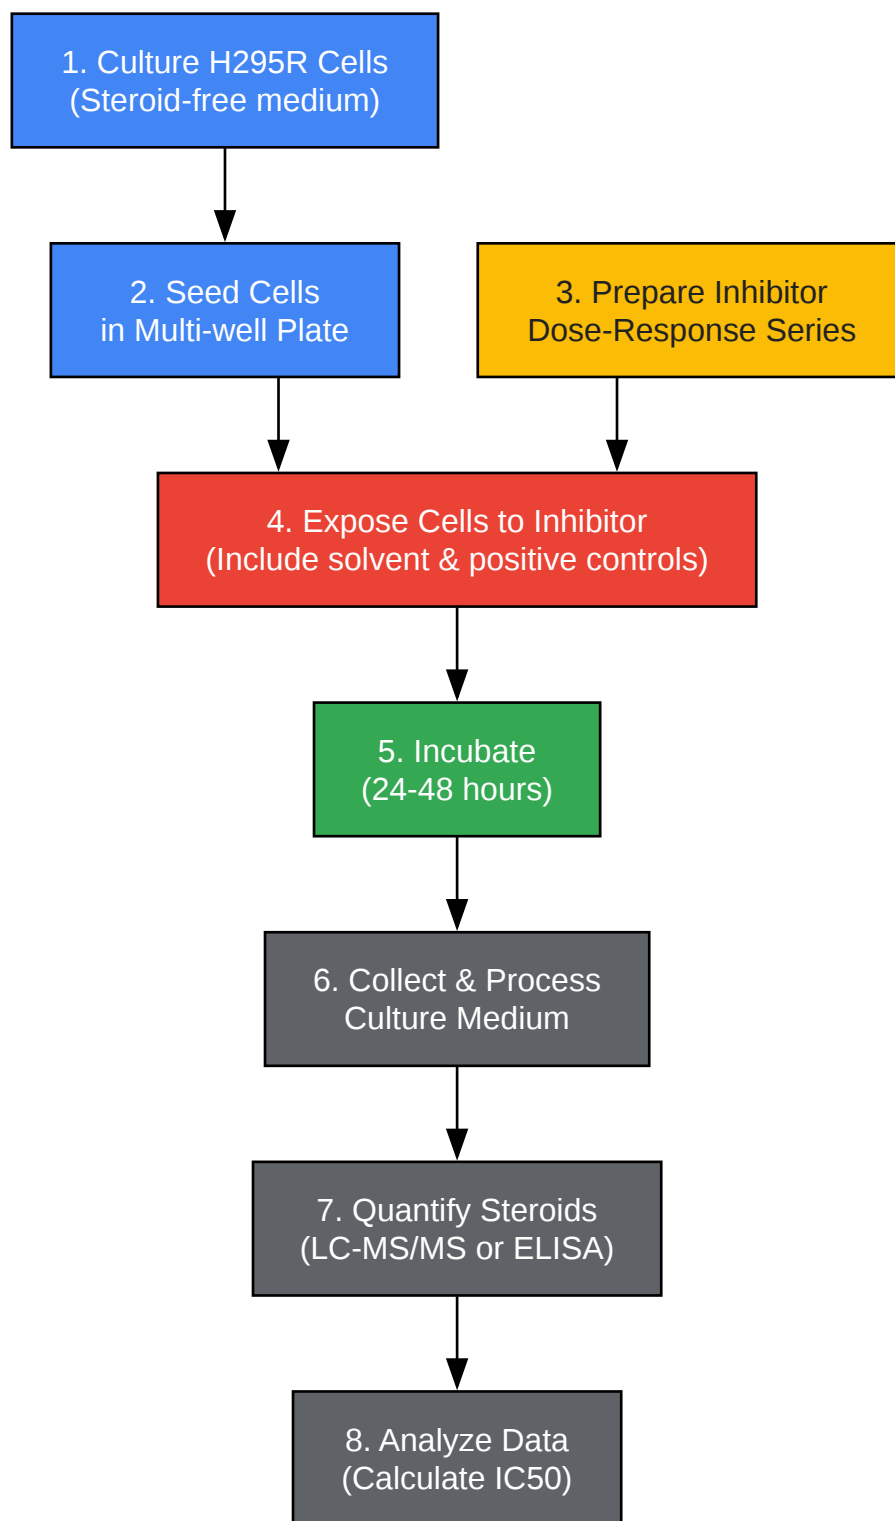 1. Culture H295R Cells
(Steroid-free medium)
2. Seed Cells
in Multi-well Plate
3. Prepare Inhibitor
Dose-Response Series
4. Expose Cells to Inhibitor
(Include solvent & positive controls)
5. Incubate
(24-48 hours)
6. Collect & Process
Culture Medium
7. Quantify Steroids
(LC-MS/MS or ELISA)
8. Analyze Data
(Calculate IC50)